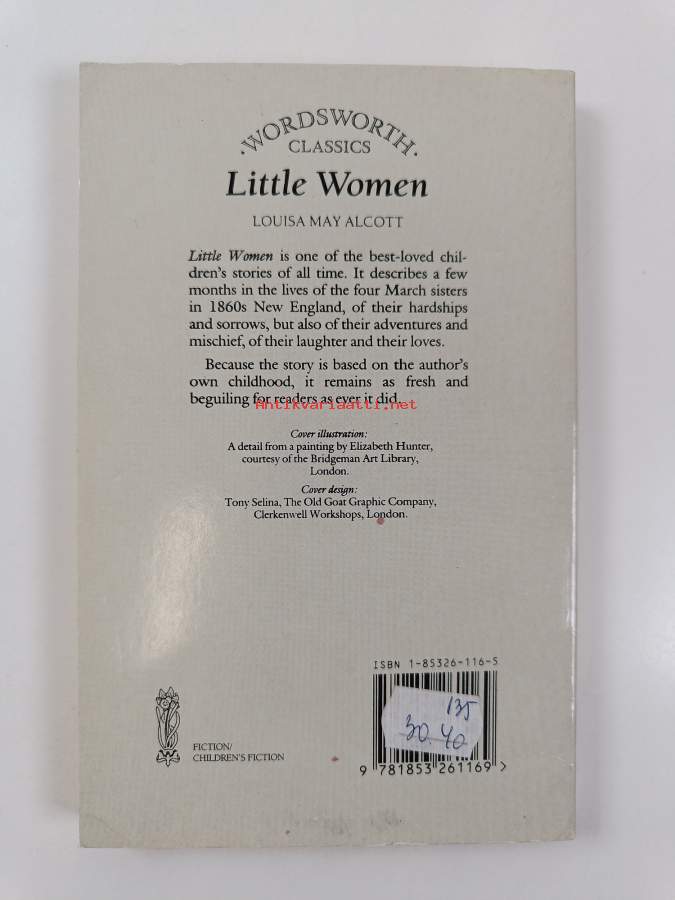 ·WORDSWORTH·
CLASSICS
Little Women
LOUISA MAY ALCOTT
Little Women is one of the best-loved chil-
dren's stories of all time. It describes a few
months in the lives of the four March sisters
in 1860s New England, of their hardships
and sorrows, but also of their adventures and
mischief, of their laughter and their loves.
Because the story is based on the author's
own childhood, it remains as fresh and
beguiling for readers as ever it did.
Antikvariaatti.net
Cover illustration:
A detail from a painting by Elizabeth Hunter,
courtesy of the Bridgeman Art Library,
London.
Cover design:
Tony Selina, The Old Goat Graphic Company,
Clerkenwell Workshops, London.
ISBN 1-85326-116-5
135
30 40
W
FICTION/
CHILDREN'S FICTION
9 781853 261169 >